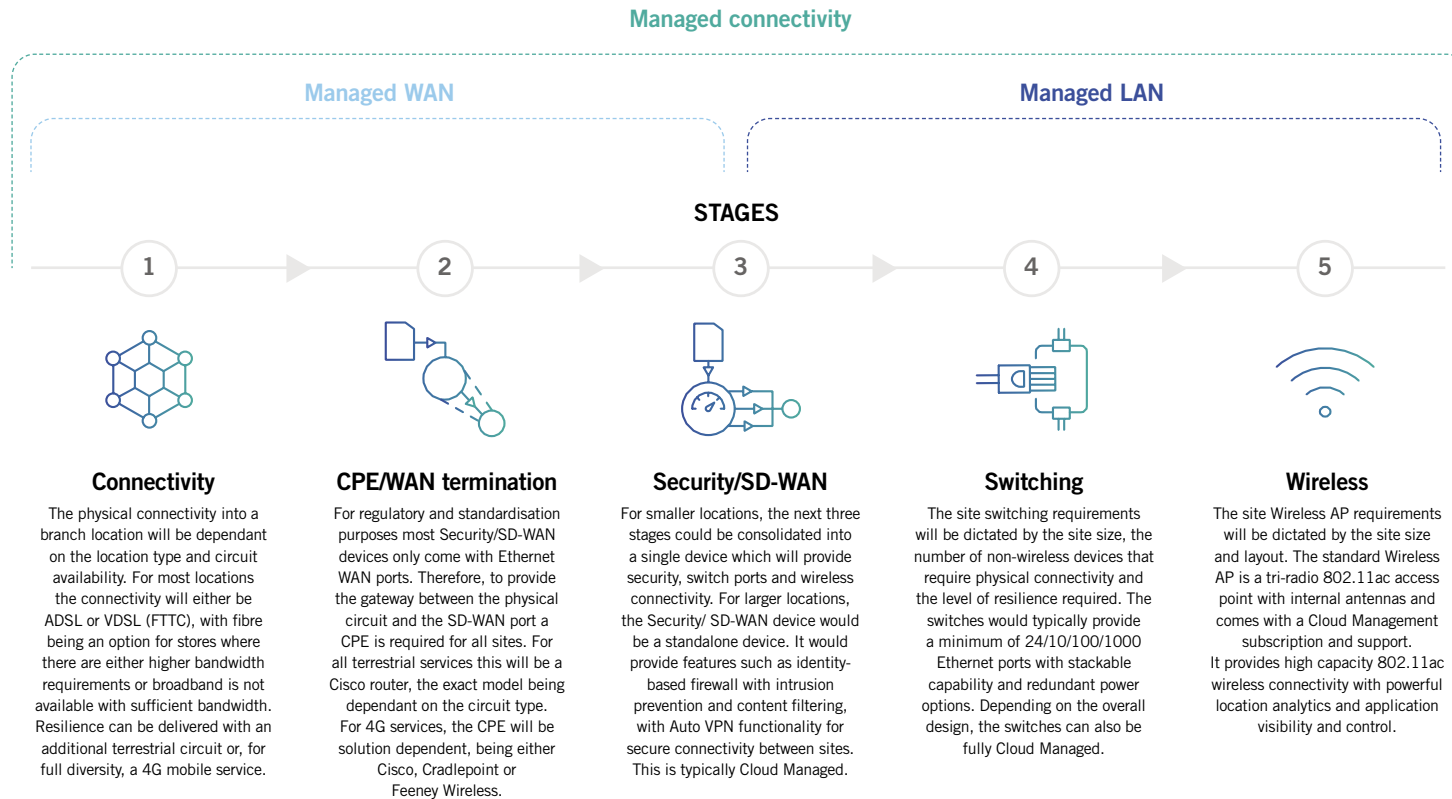 Managed connectivity
Managed WAN
Managed LAN
STAGES
1
2
3
4
5
Connectivity
The physical connectivity into a
branch location will be dependant
on the location type and circuit
availability. For most locations
the connectivity will either be
ADSL or VDSL (FTTC), with fibre
being an option for stores where
there are either higher bandwidth
requirements or broadband is not
available with sufficient bandwidth.
Resilience can be delivered with an
additional terrestrial circuit or, for
full diversity, a 4G mobile service.
CPE/WAN termination
For regulatory and standardisation
purposes most Security/SD-WAN
devices only come with Ethernet
WAN ports. Therefore, to provide
the gateway between the physical
circuit and the SD-WAN port a
CPE is required for all sites. For
all terrestrial services this will be a
Cisco router, the exact model being
dependant on the circuit type.
For 4G services, the CPE will be
solution dependent, being either
Cisco, Cradlepoint or
Feeney Wireless.
Security/SD-WAN
For smaller locations, the next three
stages could be consolidated into
a single device which will provide
security, switch ports and wireless
connectivity. For larger locations,
the Security/ SD-WAN device would
be a standalone device. It would
provide features such as identity-
based firewall with intrusion
prevention and content filtering,
with Auto VPN functionality for
secure connectivity between sites.
This is typically Cloud Managed.
Switching
The site switching requirements
will be dictated by the site size, the
number of non-wireless devices that
require physical connectivity and
the level of resilience required. The
switches would typically provide
a minimum of 24/10/100/1000
Ethernet ports with stackable
capability and redundant power
options. Depending on the overall
design, the switches can also be
fully Cloud Managed.
Wireless
The site Wireless AP requirements
will be dictated by the site size
and layout. The standard Wireless
AP is a tri-radio 802.11ac access
point with internal antennas and
comes with a Cloud Management
subscription and support.
It provides high capacity 802.11ac
wireless connectivity with powerful
location analytics and application
visibility and control.